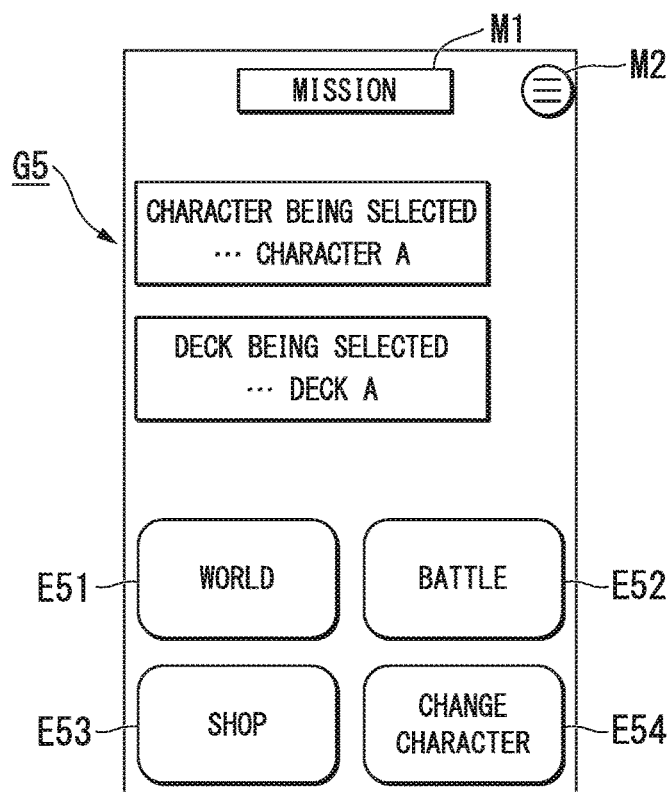 M1
MISSION
M2
G5
CHARACTER BEING SELECTED
··· CHARACTER A
DECK BEING SELECTED
··· DECK A
E51
WORLD
BATTLE
E52
E53
SHOP
CHANGE
CHARACTER
E54